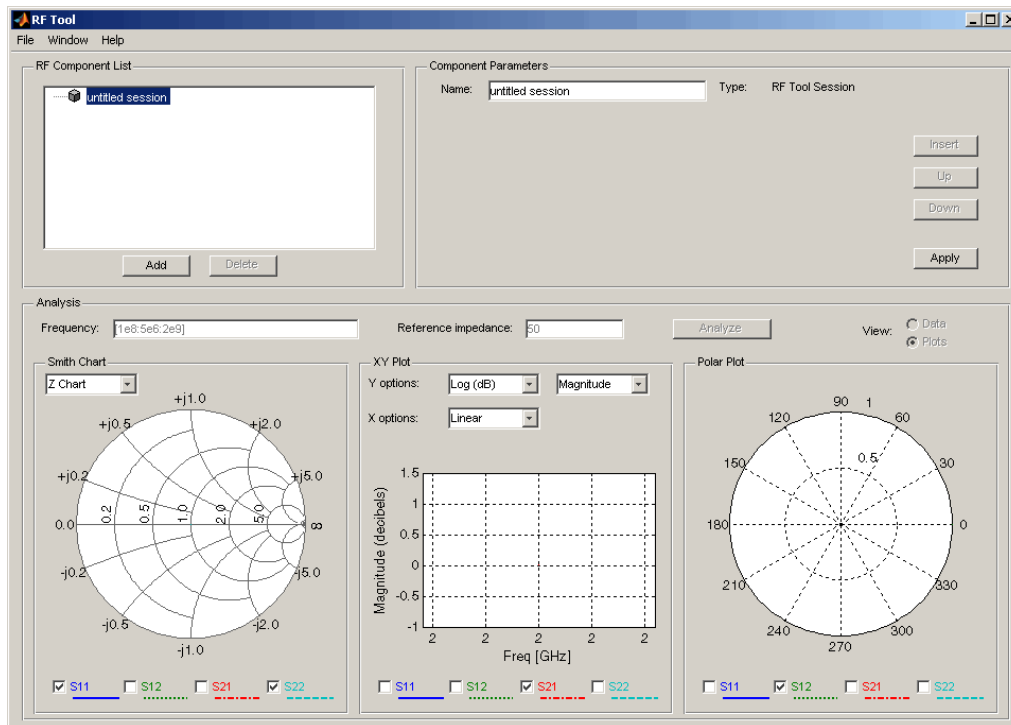 RF Tool
File Window Help
RF Component List
untitled session
Add Delete
Component Parameters
Name: untitled session Type: RF Tool Session
Insert
Up
Down
Apply
Analysis
Frequency: [1e8:5e6:2e9] Reference impedance: 50 Analyze View: Data
Plots
Smith Chart
Z Chart
+j1.0
+j0.5 +j2.0
+j0.2 +j5.0
0.0 0.2 0.5 1.0 2.0 5.0 ∞
-j0.2 -j5.0
-j0.5 -j2.0
-j1.0
S11 S12 S21 S22
XY Plot
Y options: Log (dB) Magnitude
X options: Linear
1.5
1
0.5
0
-0.5
-1
Magnitude (decibels)
2 2 2 2 2
Freq [GHz]
S11 S12 S21 S22
Polar Plot
90 1
120 60
0.5
150 30
180 0
210 330
240 300
270
S11 S12 S21 S22